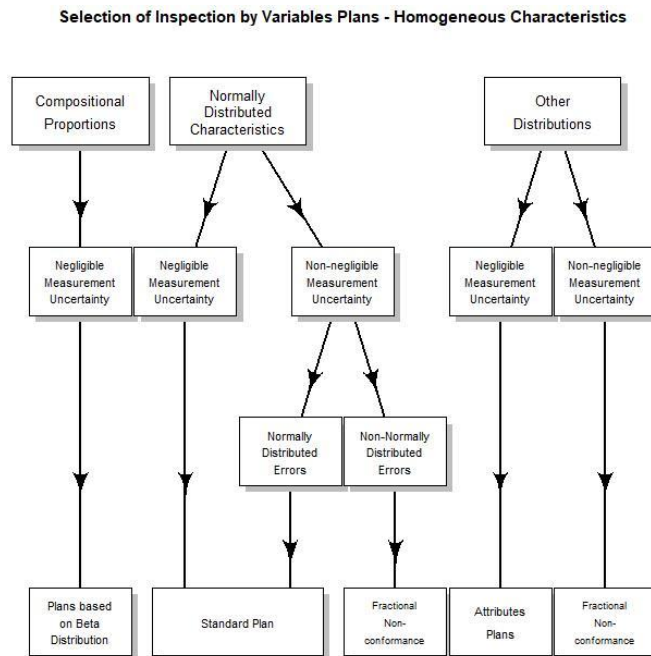 Selection of Inspection by Variables Plans - Homogeneous Characteristics
Compositional
Proportions
Normally
Distributed
Characteristics
Other
Distributions
Negligible
Measurement
Uncertainty
Negligible
Measurement
Uncertainty
Non-negligible
Measurement
Uncertainty
Negligible
Measurement
Uncertainty
Non-negligible
Measurement
Uncertainty
Normally
Distributed
Errors
Non-Normally
Distributed
Errors
Plans based
on Beta
Distribution
Standard Plan
Fractional
Non-
conformance
Attributes
Plans
Fractional
Non-
conformance